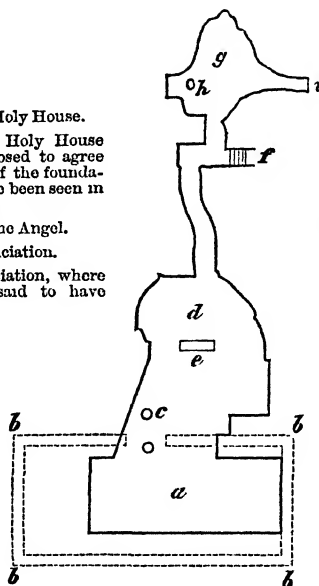 g
h
i
Holy House.
Holy House
osed to agree
f the founda-
e been seen in
f
he Angel.
ciation.
iation, where
said to have
d
e
c
b b
a
b b